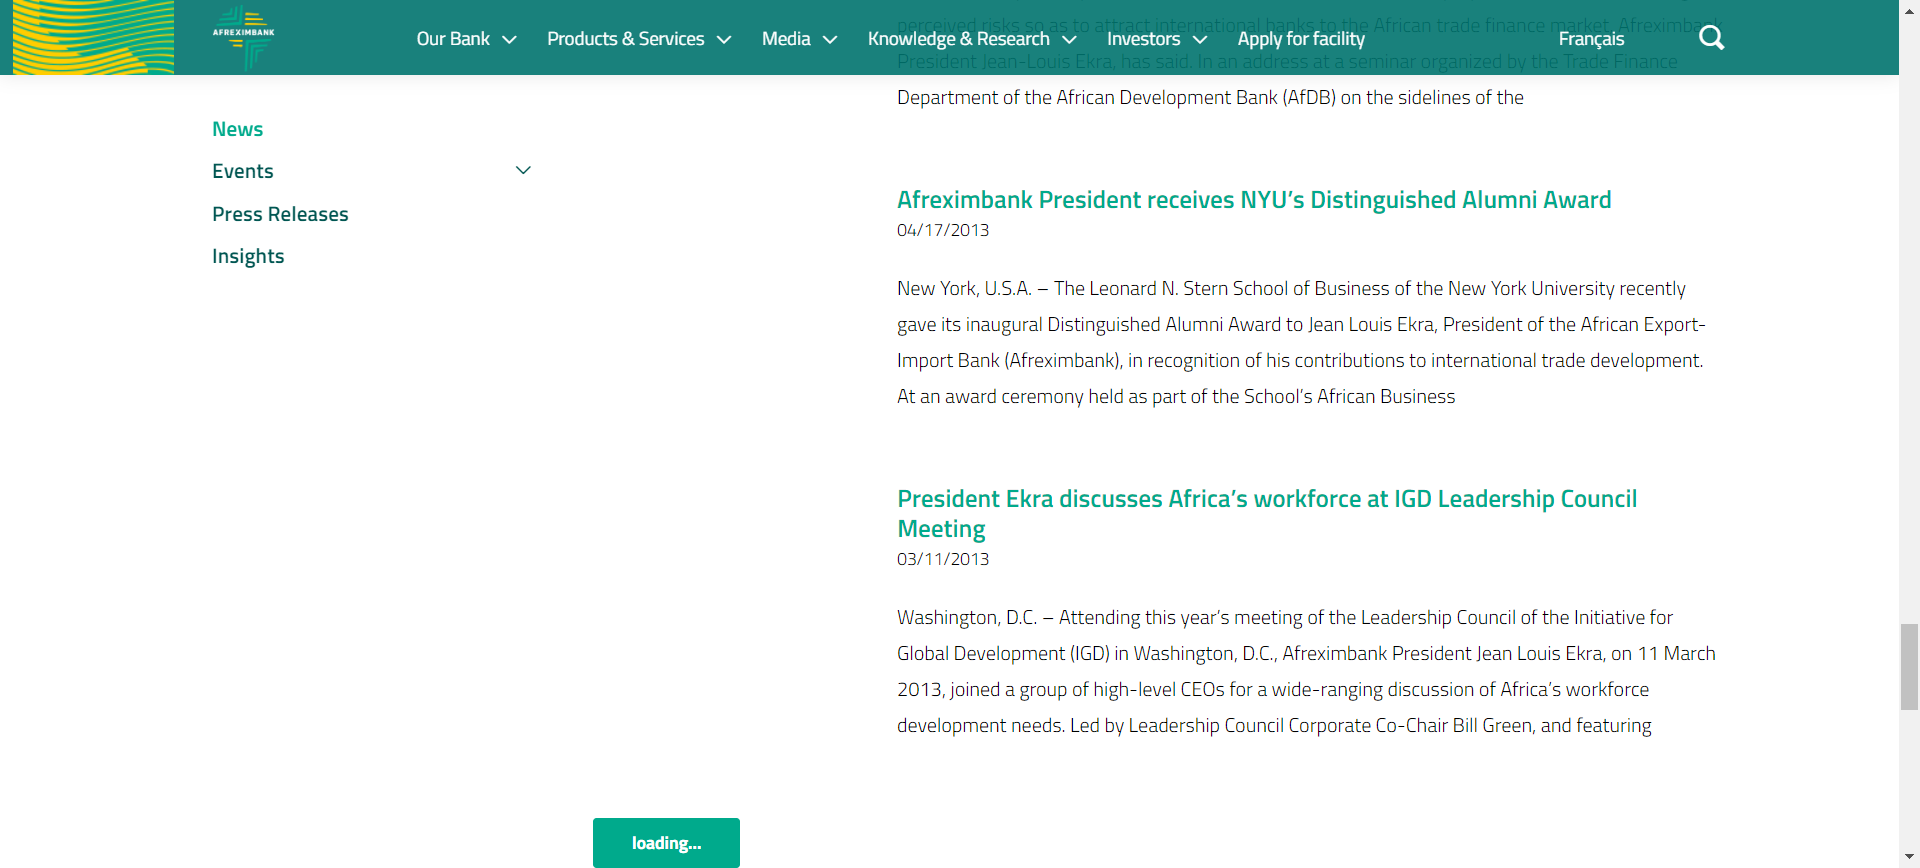 AFREXIMBANK
Our Bank
Products & Services
Media
Knowledge & Research
Investors
Apply for facility
Français
News
Events
Press Releases
Insights
perceived risks so as to attract international banks to the African trade finance market, Afreximbank
President Jean-Louis Ekra, has said. In an address at a seminar organized by the Trade Finance
Department of the African Development Bank (AfDB) on the sidelines of the
Afreximbank President receives NYU’s Distinguished Alumni Award
04/17/2013
New York, U.S.A. – The Leonard N. Stern School of Business of the New York University recently
gave its inaugural Distinguished Alumni Award to Jean Louis Ekra, President of the African Export-
Import Bank (Afreximbank), in recognition of his contributions to international trade development.
At an award ceremony held as part of the School’s African Business
President Ekra discusses Africa’s workforce at IGD Leadership Council
Meeting
03/11/2013
Washington, D.C. – Attending this year’s meeting of the Leadership Council of the Initiative for
Global Development (IGD) in Washington, D.C., Afreximbank President Jean Louis Ekra, on 11 March
2013, joined a group of high-level CEOs for a wide-ranging discussion of Africa’s workforce
development needs. Led by Leadership Council Corporate Co-Chair Bill Green, and featuring
loading...